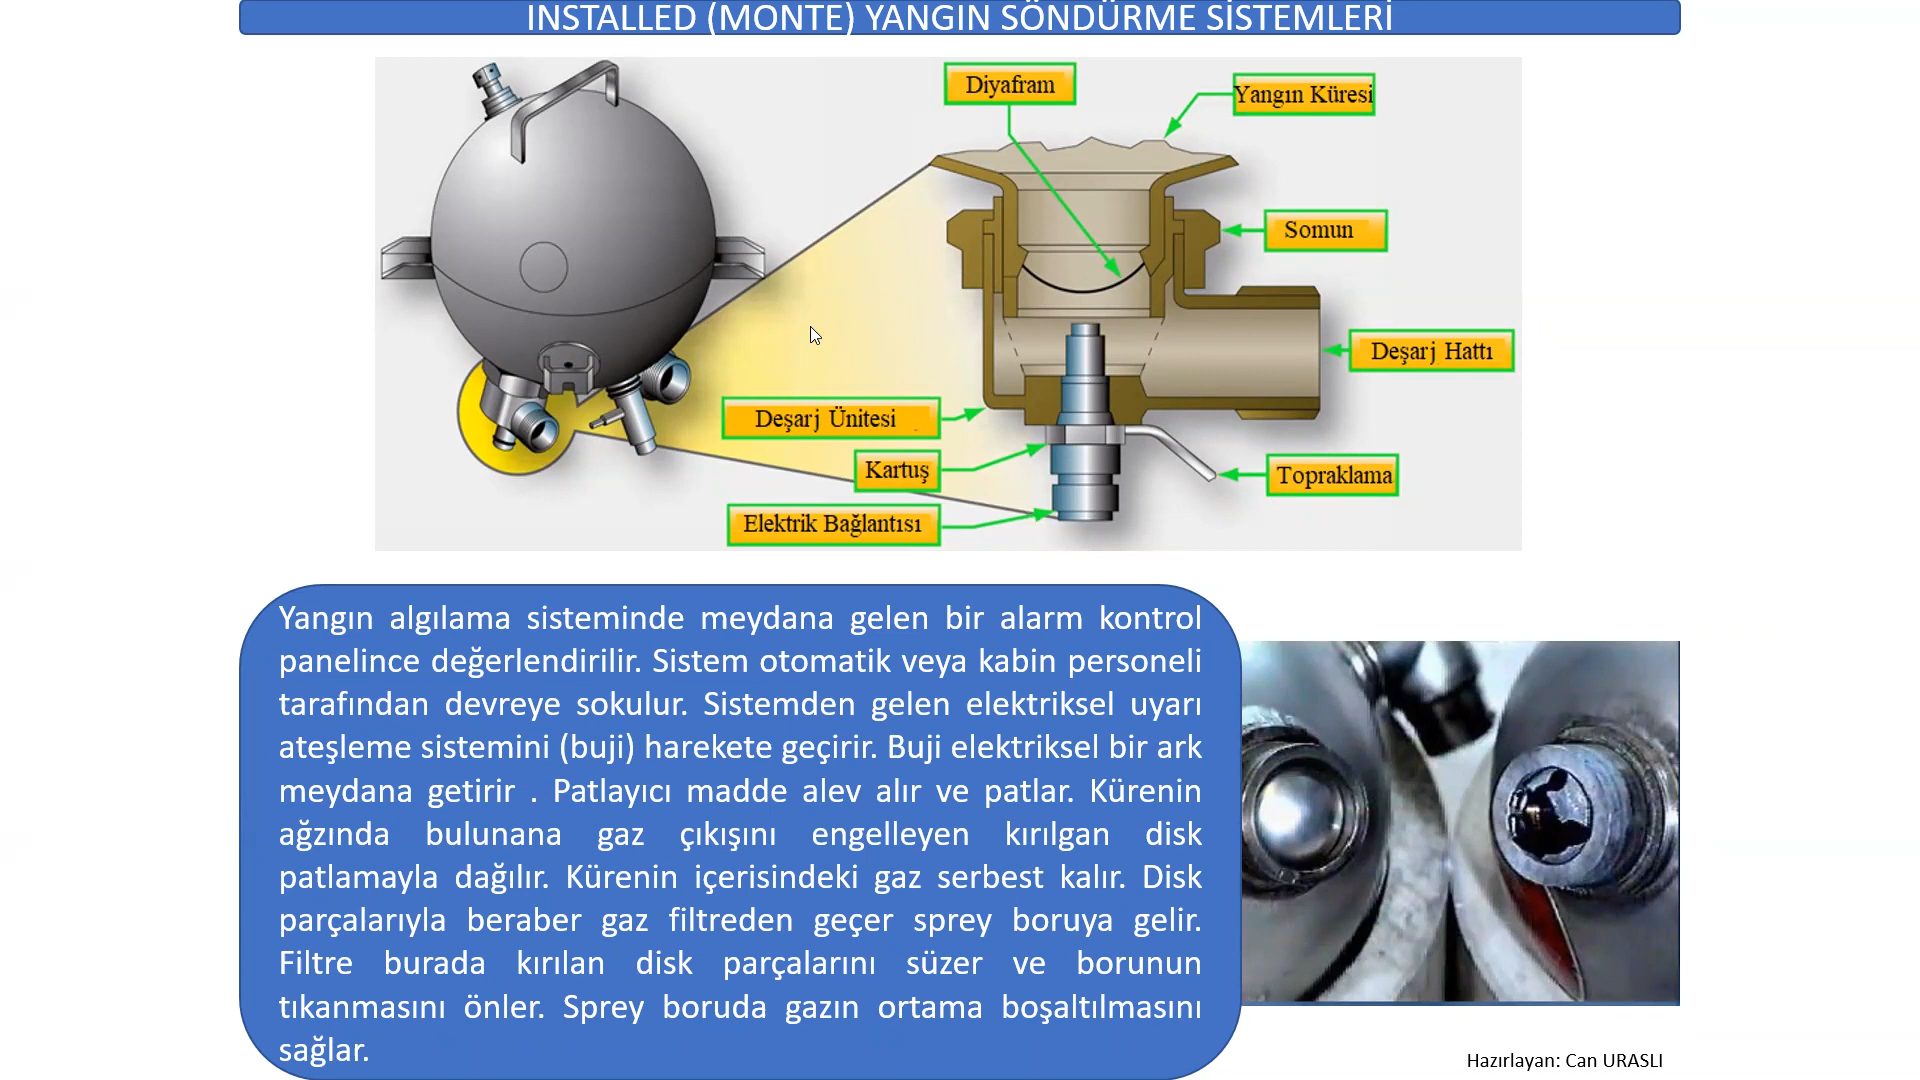 INSTALLED (MONTE) YANGIN SÖNDÜRME SİSTEMLERİ
Diyafram
Yangın Küresi
Somun
Deşarj Hattı
Deşarj Ünitesi
Kartuş
Topraklama
Elektrik Bağlantısı
Yangın algılama sisteminde meydana gelen bir alarm kontrol
panelince değerlendirilir. Sistem otomatik veya kabin personeli
tarafından devreye sokulur. Sistemden gelen elektriksel uyarı
ateşleme sistemini (buji) harekete geçirir. Buji elektriksel bir ark
meydana getirir . Patlayıcı madde alev alır ve patlar. Kürenin
ağzında bulunana gaz çıkışını engelleyen kırılgan disk
patlamayla dağılır. Kürenin içerisindeki gaz serbest kalır. Disk
parçalarıyla beraber gaz filtreden geçer sprey boruya gelir.
Filtre burada kırılan disk parçalarını süzer ve borunun
tıkanmasını önler. Sprey boruda gazın ortama boşaltılmasını
sağlar.
Hazırlayan: Can URASLI